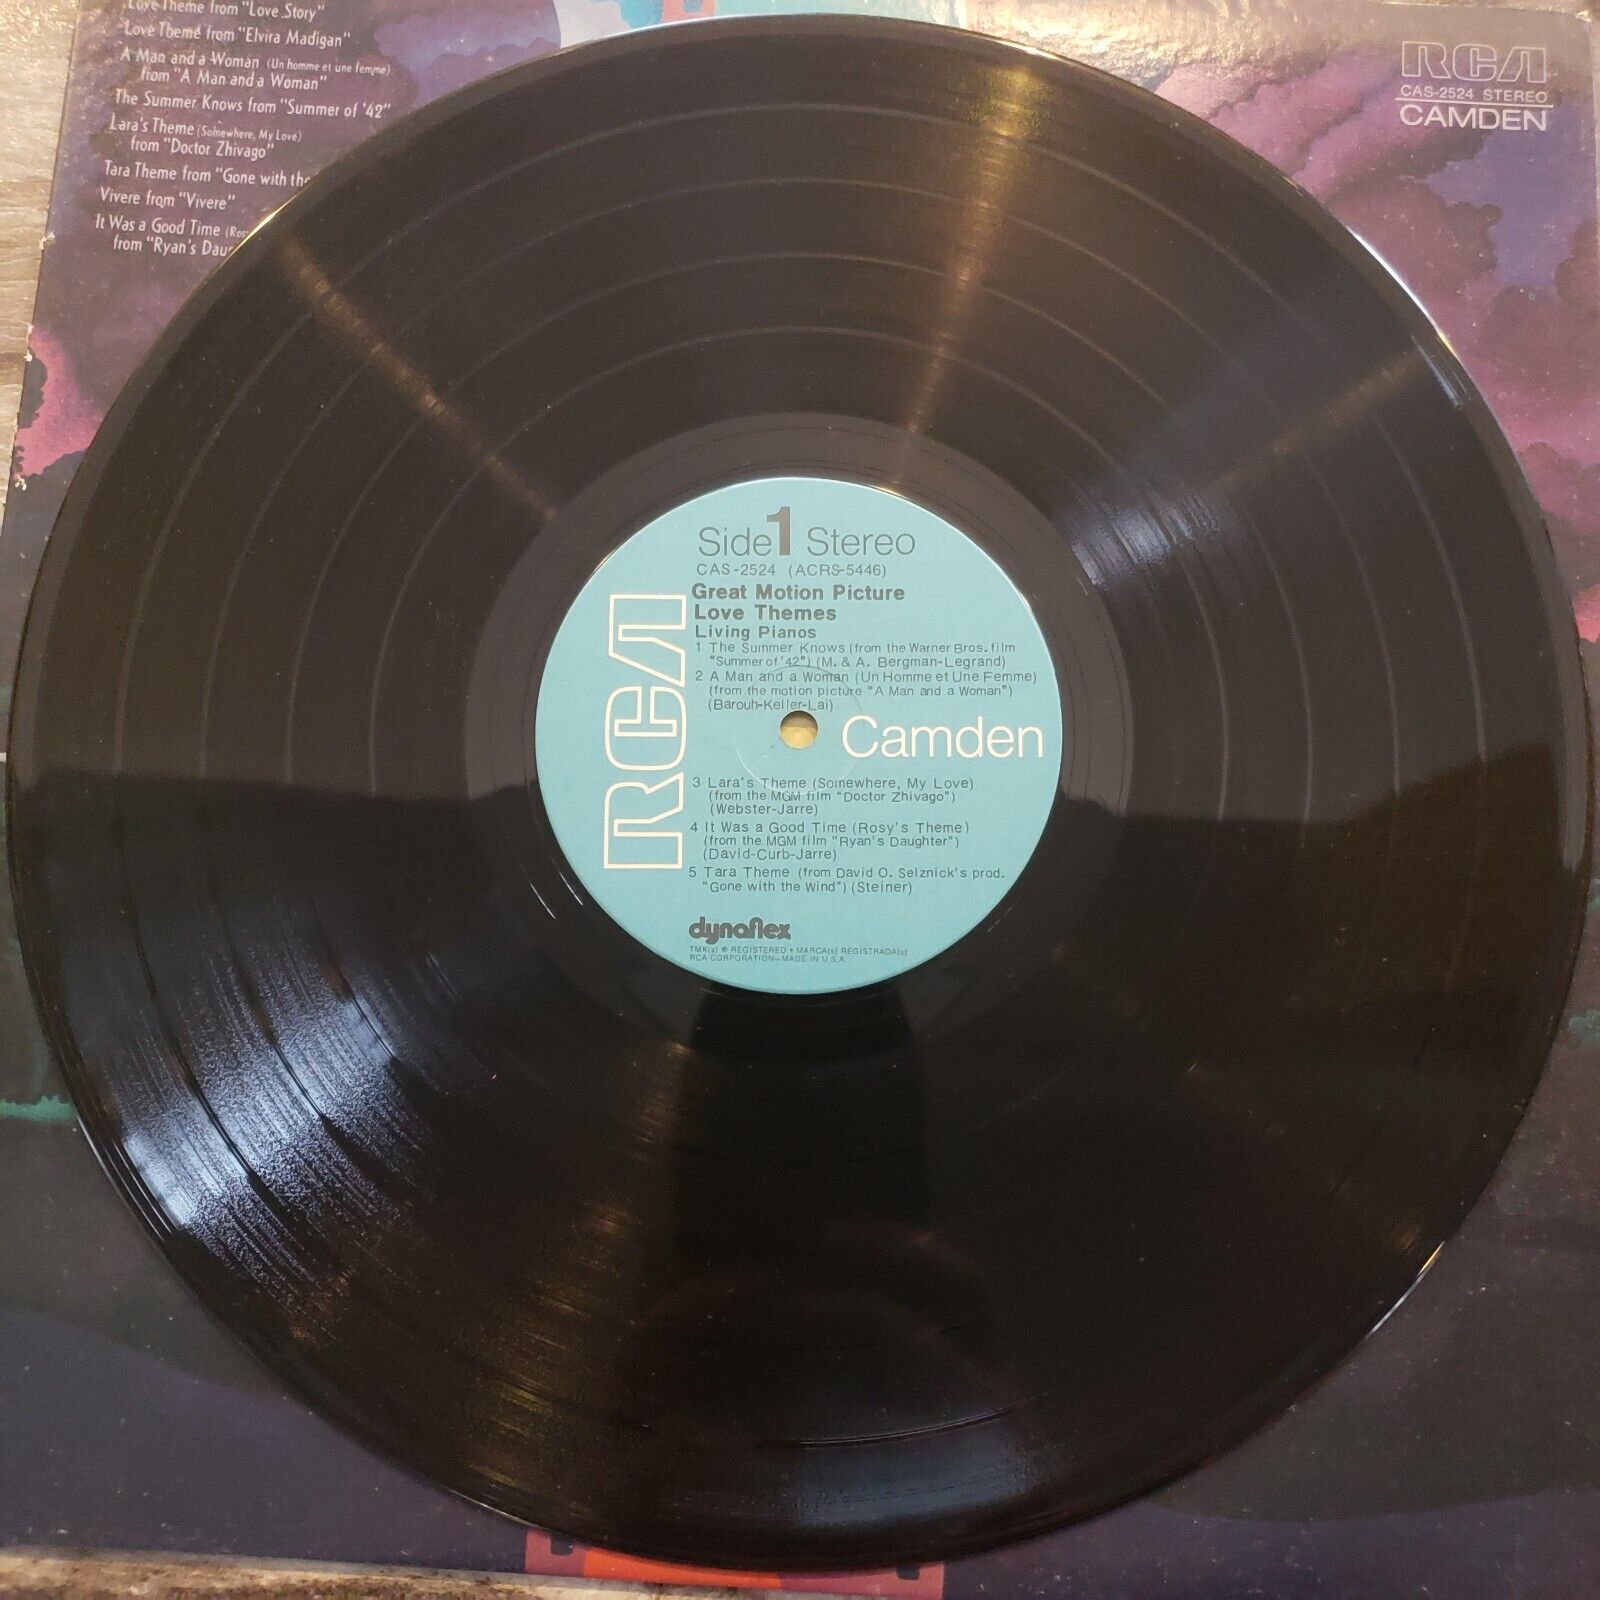 Love Theme from "Love Story"
Love Theme from "Elvira Madigan"
A Man and a Woman (Un homme et une femme)
from "A Man and a Woman"
The Summer Knows from "Summer of '42"
Lara's Theme (Somewhere, My Love)
from "Doctor Zhivago"
Tara Theme from "Gone with the
Vivere from "Vivere"
It Was a Good Time
from "Ryan's
RCA
CAS-2524 STEREO
CAMDEN
Side 1 Stereo
CAS-2524 (ACRS-5446)
Great Motion Picture
Love Themes
Living Pianos
1 The Summer Knows (from the Warner Bros. film
"Summer of '42") (M. & A. Bergman-Legrand)
2 A Man and a Woman (Un Homme et Une Femme)
(from the motion picture "A Man and a Woman")
(Barouh-Keller-Lai)
RCA
Camden
3 Lara's Theme (Somewhere, My Love)
(from the MGM film "Doctor Zhivago")
(Webster-Jarre)
4 It Was a Good Time (Rosy's Theme)
(from the MGM film "Ryan's Daughter")
(David-Curb-Jarre)
5 Tara Theme (from David O. Selznick's prod.
"Gone with the Wind") (Steiner)
dynaflex
TMK(s) ® REGISTERED • MARCA(s) REGISTRADA(s)
RCA CORPORATION–MADE IN U.S.A